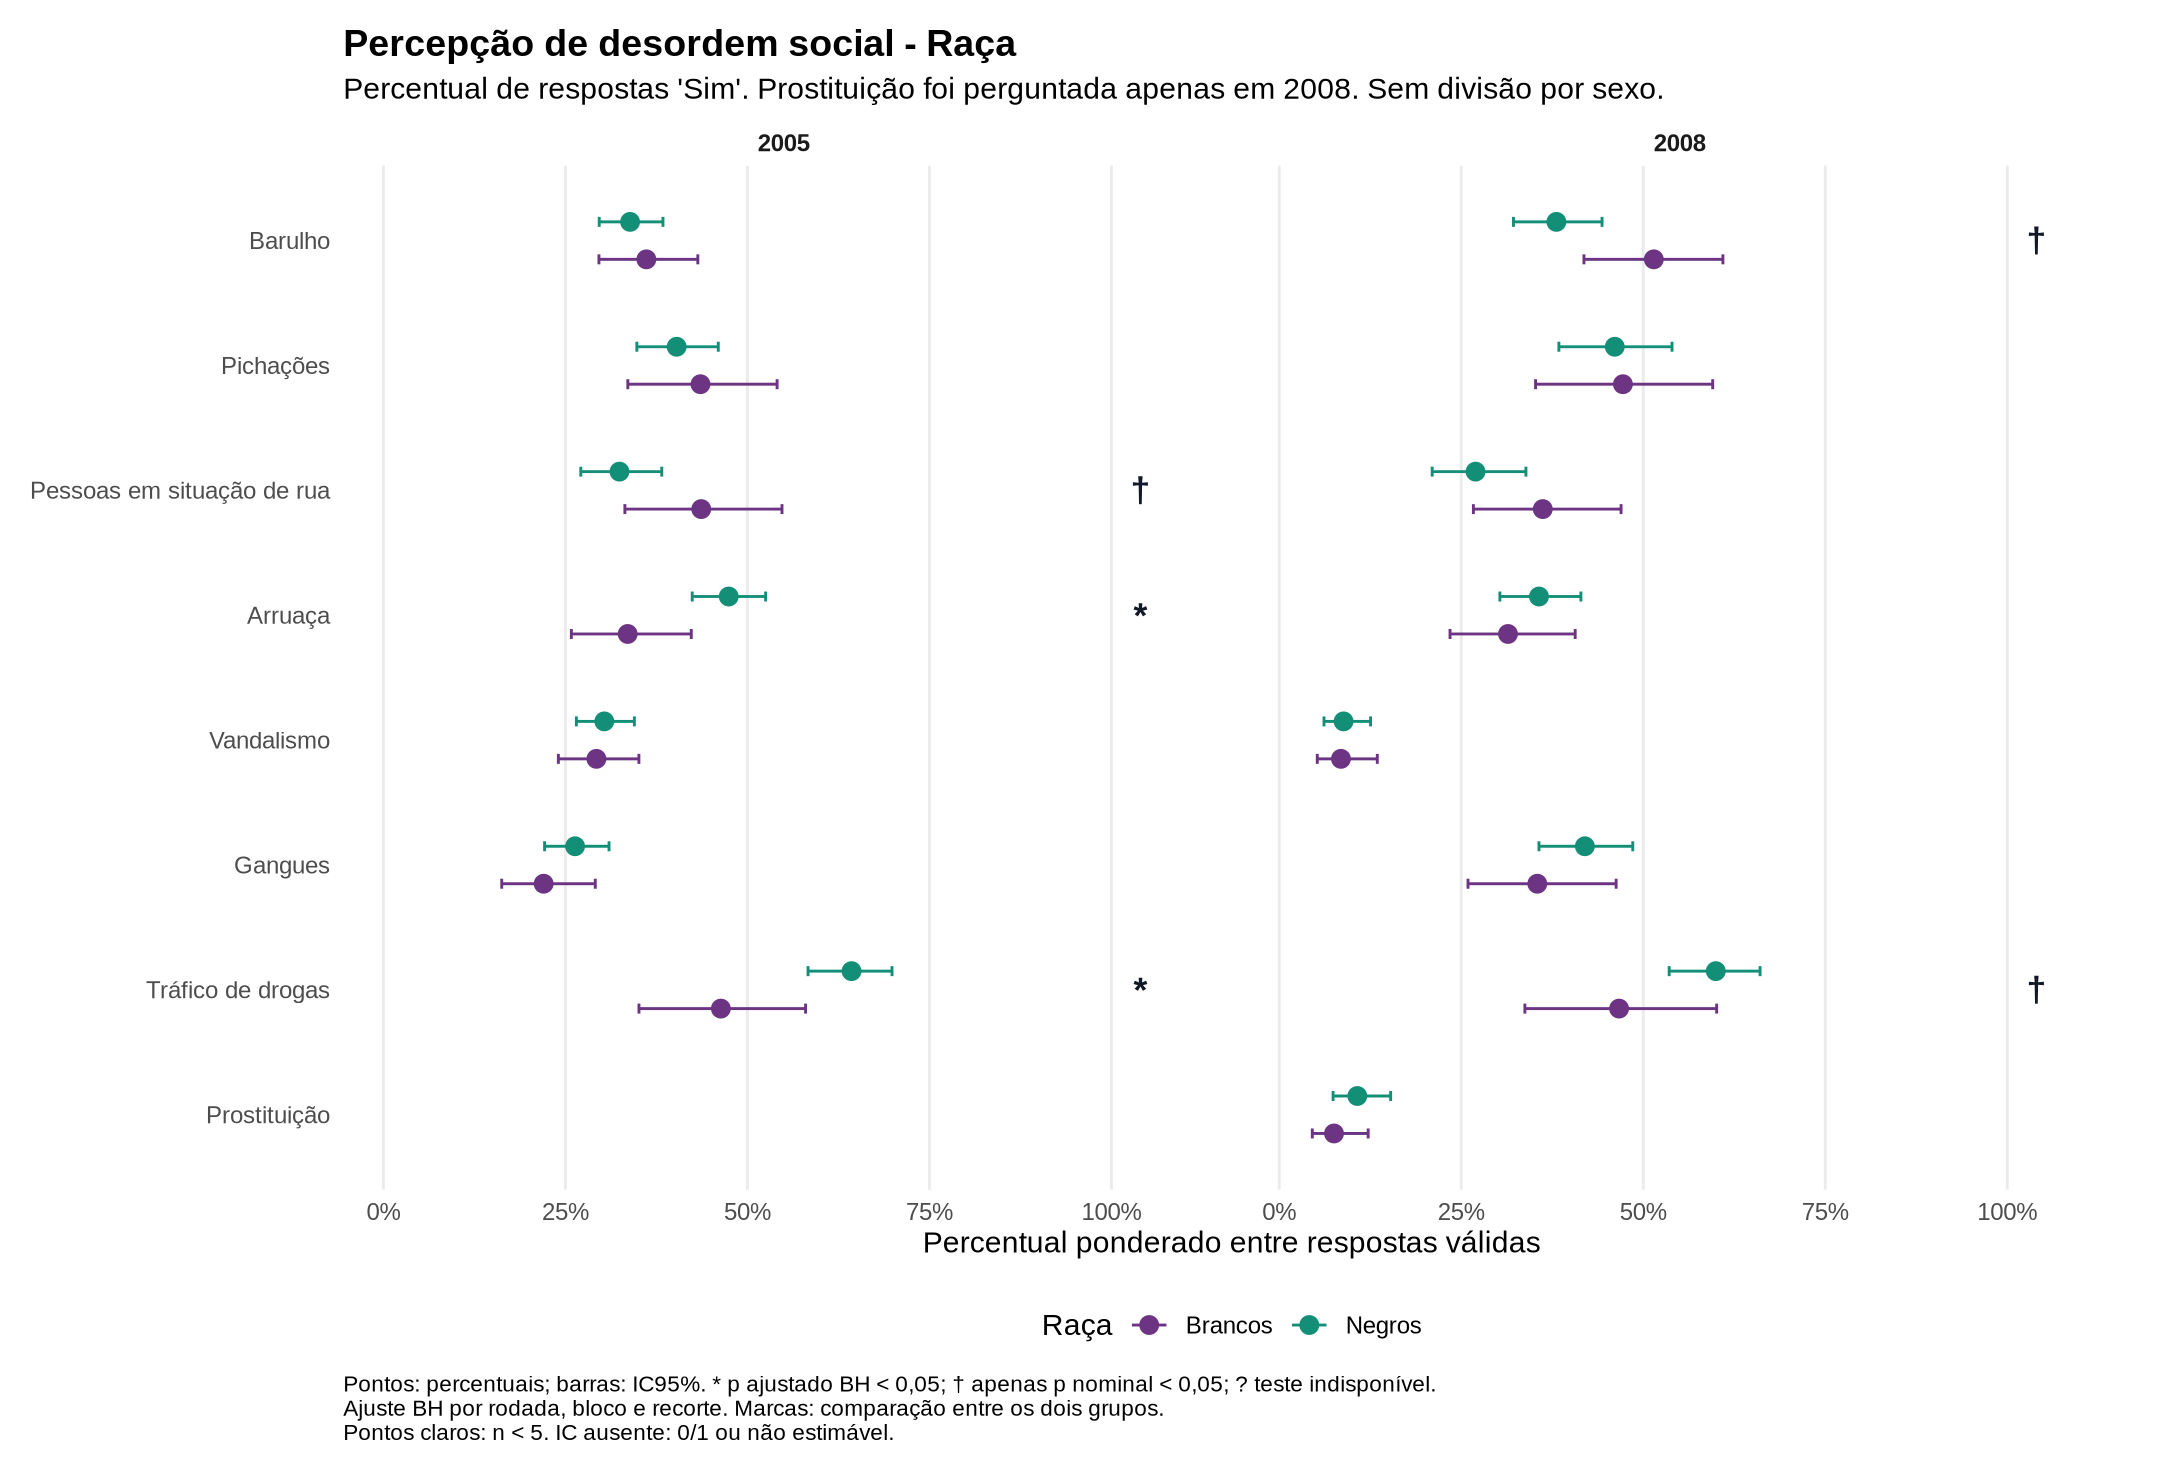 Percepção de desordem social - Raça
Percentual de respostas 'Sim'. Prostituição foi perguntada apenas em 2008. Sem divisão por sexo.
2005 2008
Barulho †
Pichações
Pessoas em situação de rua †
Arruaça *
Vandalismo
Gangues
Tráfico de drogas * †
Prostituição
0% 25% 50% 75% 100% 0% 25% 50% 75% 100%
Percentual ponderado entre respostas válidas
Raça Brancos Negros
Pontos: percentuais; barras: IC95%. * p ajustado BH < 0,05; † apenas p nominal < 0,05; ? teste indisponível.
Ajuste BH por rodada, bloco e recorte. Marcas: comparação entre os dois grupos.
Pontos claros: n < 5. IC ausente: 0/1 ou não estimável.